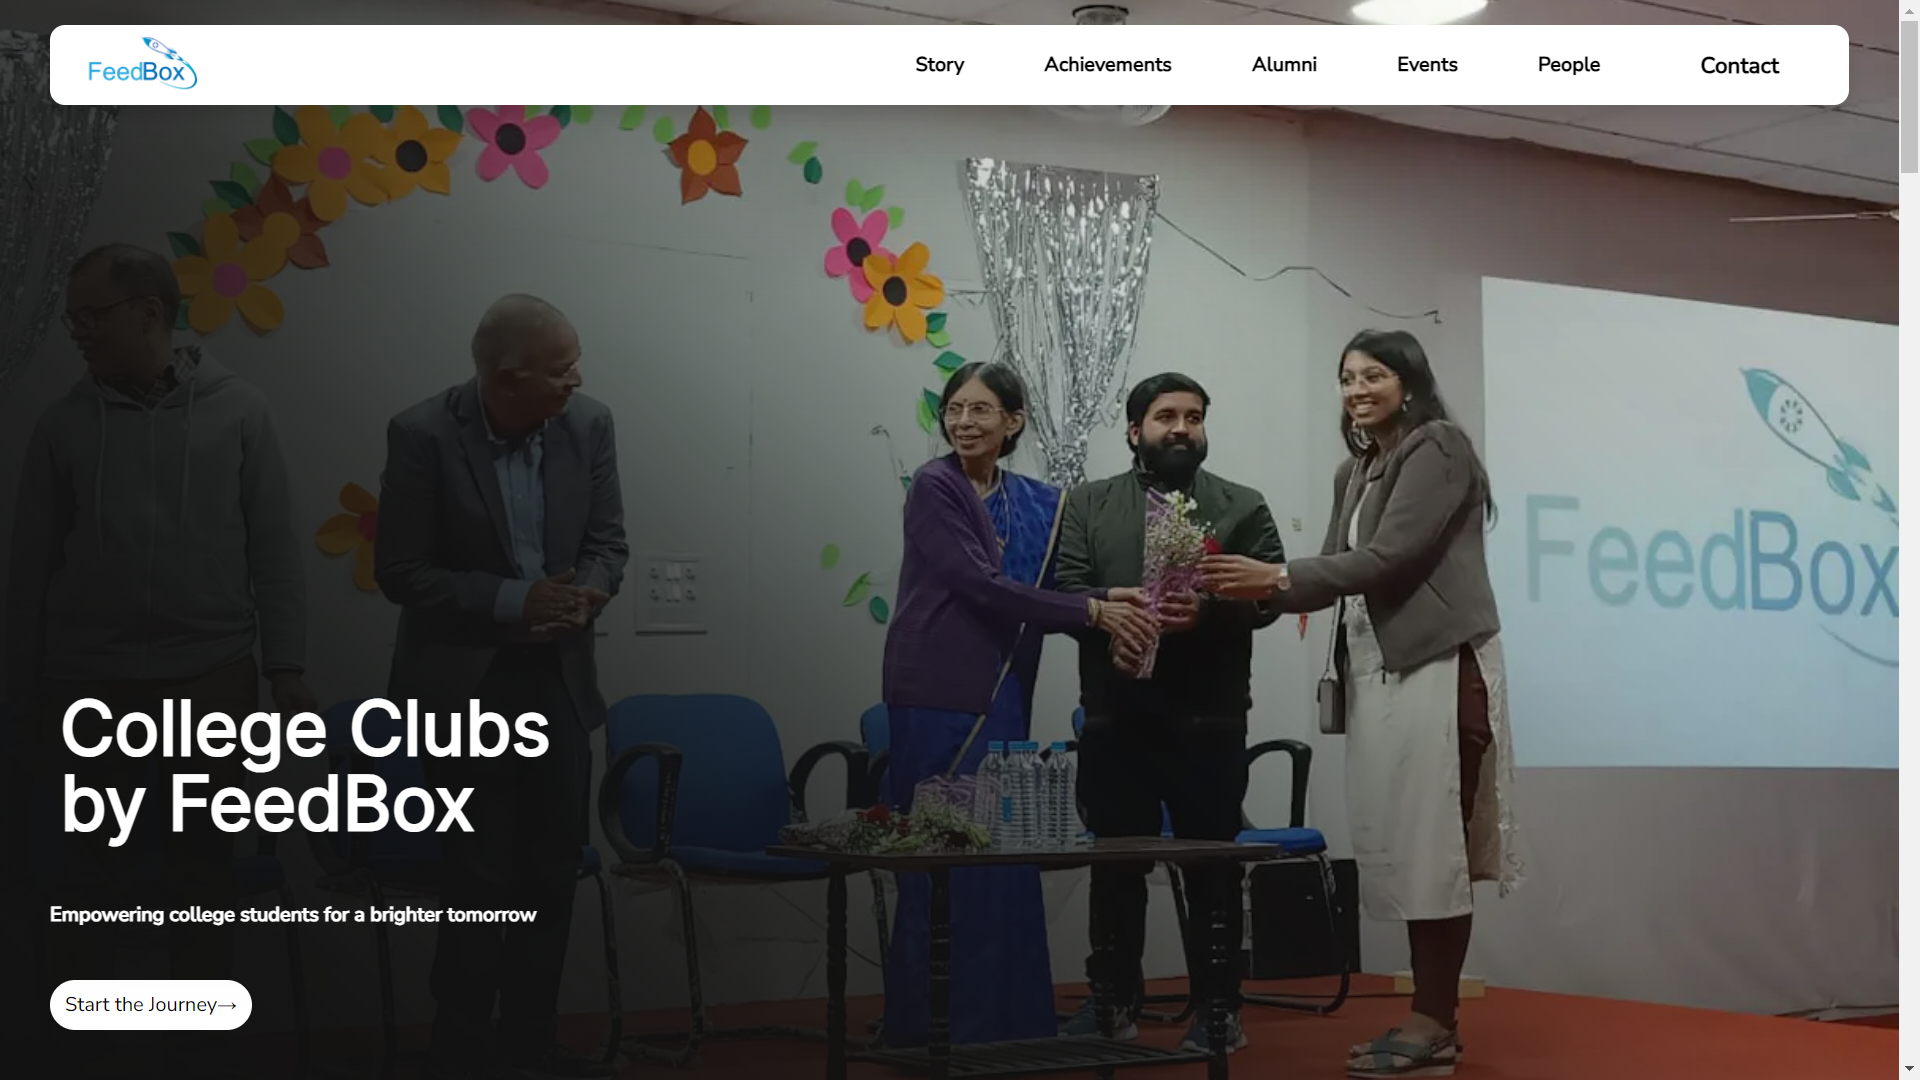 FeedBox
Story
Achievements
Alumni
Events
People
Contact
FeedBox
College Clubs
by FeedBox
Empowering college students for a brighter tomorrow
Start the Journey→